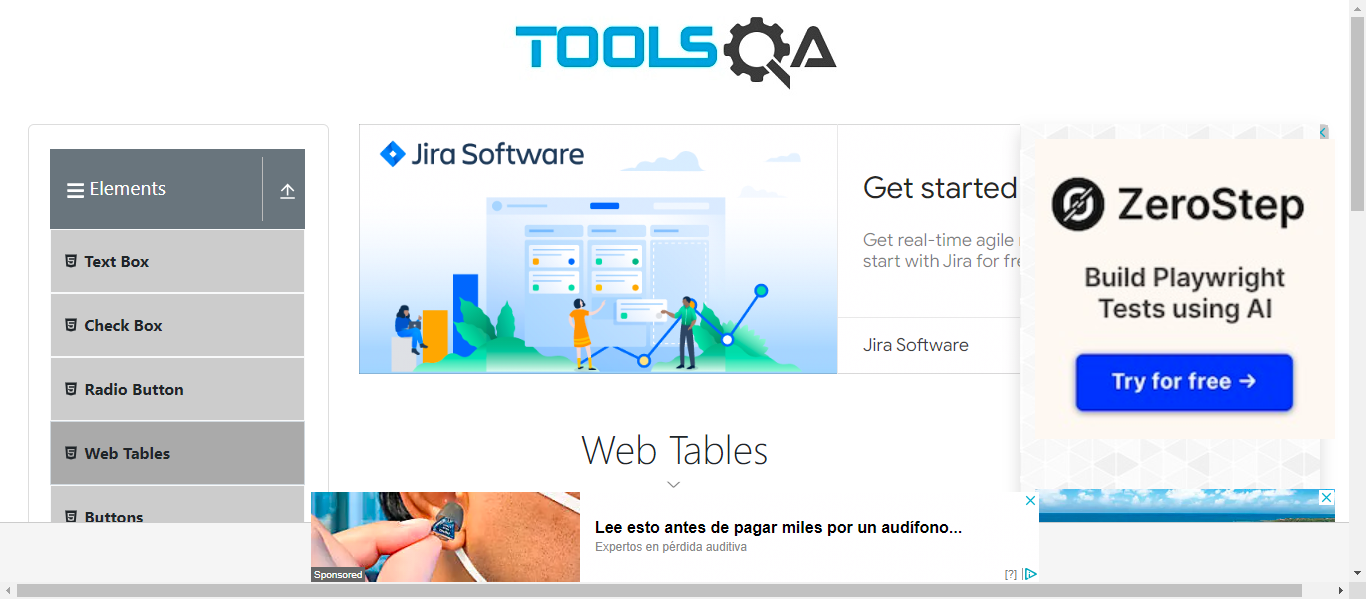 TOOLSQA
Elements
Text Box
Check Box
Radio Button
Web Tables
Buttons
Jira Software
Get started
Get real-time agile
start with Jira for fre
Jira Software
ZeroStep
Build Playwright
Tests using AI
Try for free →
Web Tables
Lee esto antes de pagar miles por un audífono...
Expertos en pérdida auditiva
Sponsored
[?]